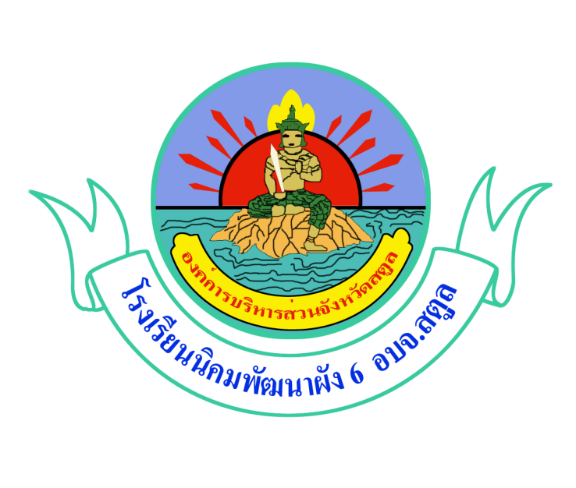 องค์การบริหารส่วนจังหวัดสตูล
โรงเรียนนิคมพัฒนาผัง 6 อบจ.สตูล